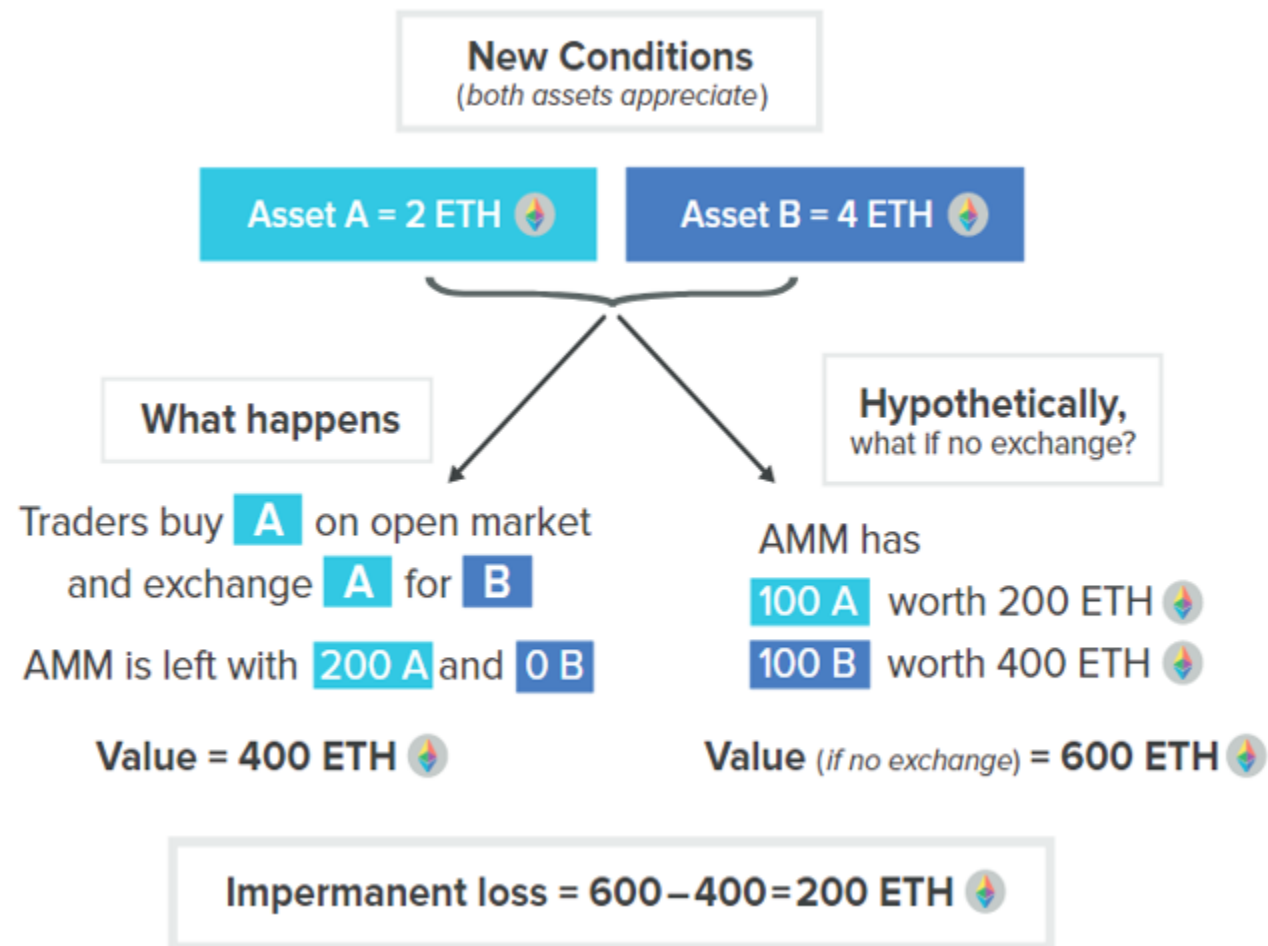 New Conditions
(both assets appreciate)
Asset A = 2 ETH
Asset B = 4 ETH
What happens
Traders buy A on open market
and exchange A for B
AMM is left with 200 A and 0 B
Value = 400 ETH
Hypothetically,
what if no exchange?
AMM has
100 A worth 200 ETH
100 B worth 400 ETH
Value (if no exchange) = 600 ETH
Impermanent loss = 600–400=200 ETH